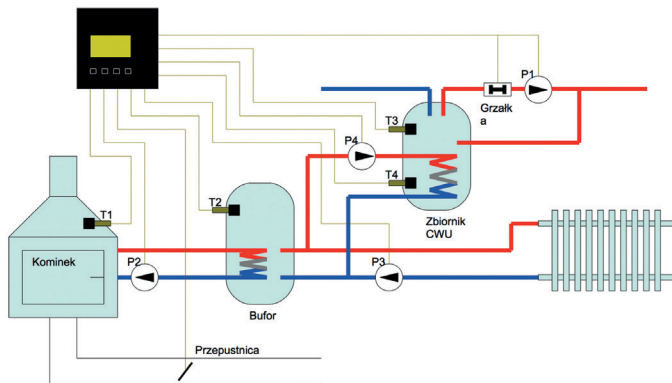 P1
Grzałk
a
T3
P4
T4
Zbiornik
CWU
T1
T2
Kominek
P2
P3
Bufor
Przepustnica